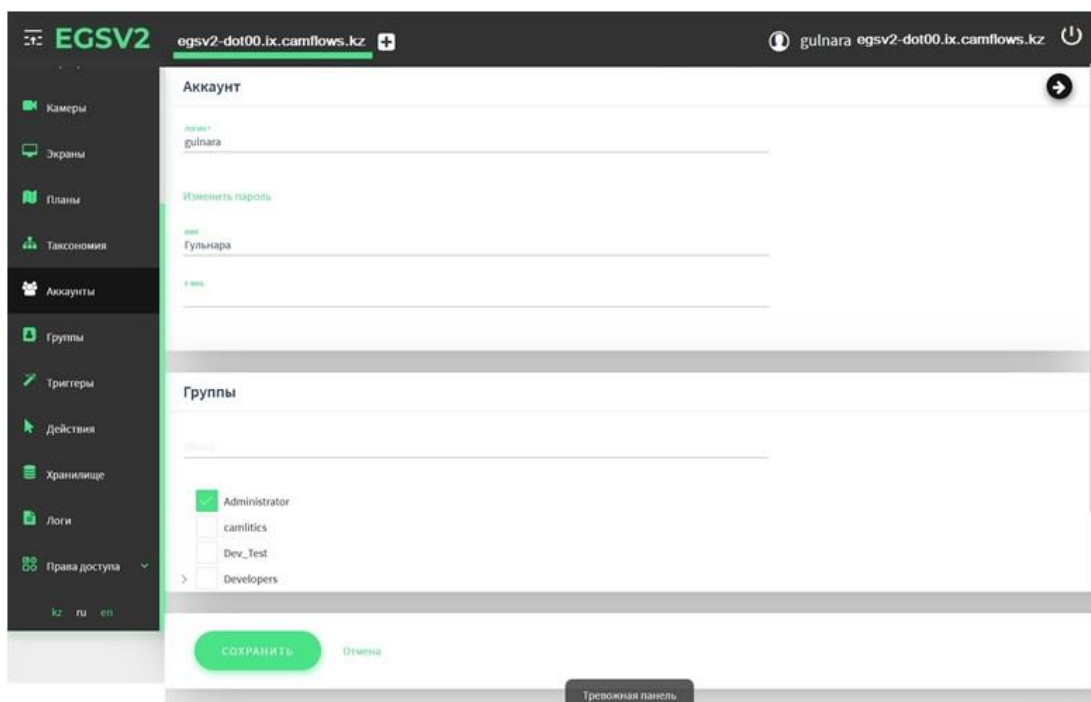 EGSV2
egsv2-dot00.ix.camflows.kz
gulnara egsv2-dot00.ix.camflows.kz
Камеры
Экраны
Планы
Таксономия
Аккаунты
Группы
Триггеры
Действия
Хранилище
Логи
Права доступа
kz ru en
Аккаунт
gulnara
Изменить пароль
Гульнара
Группы
Administrator
camlitics
Dev_Test
Developers
СОХРАНИТЬ
Отмена
Тревожная панель